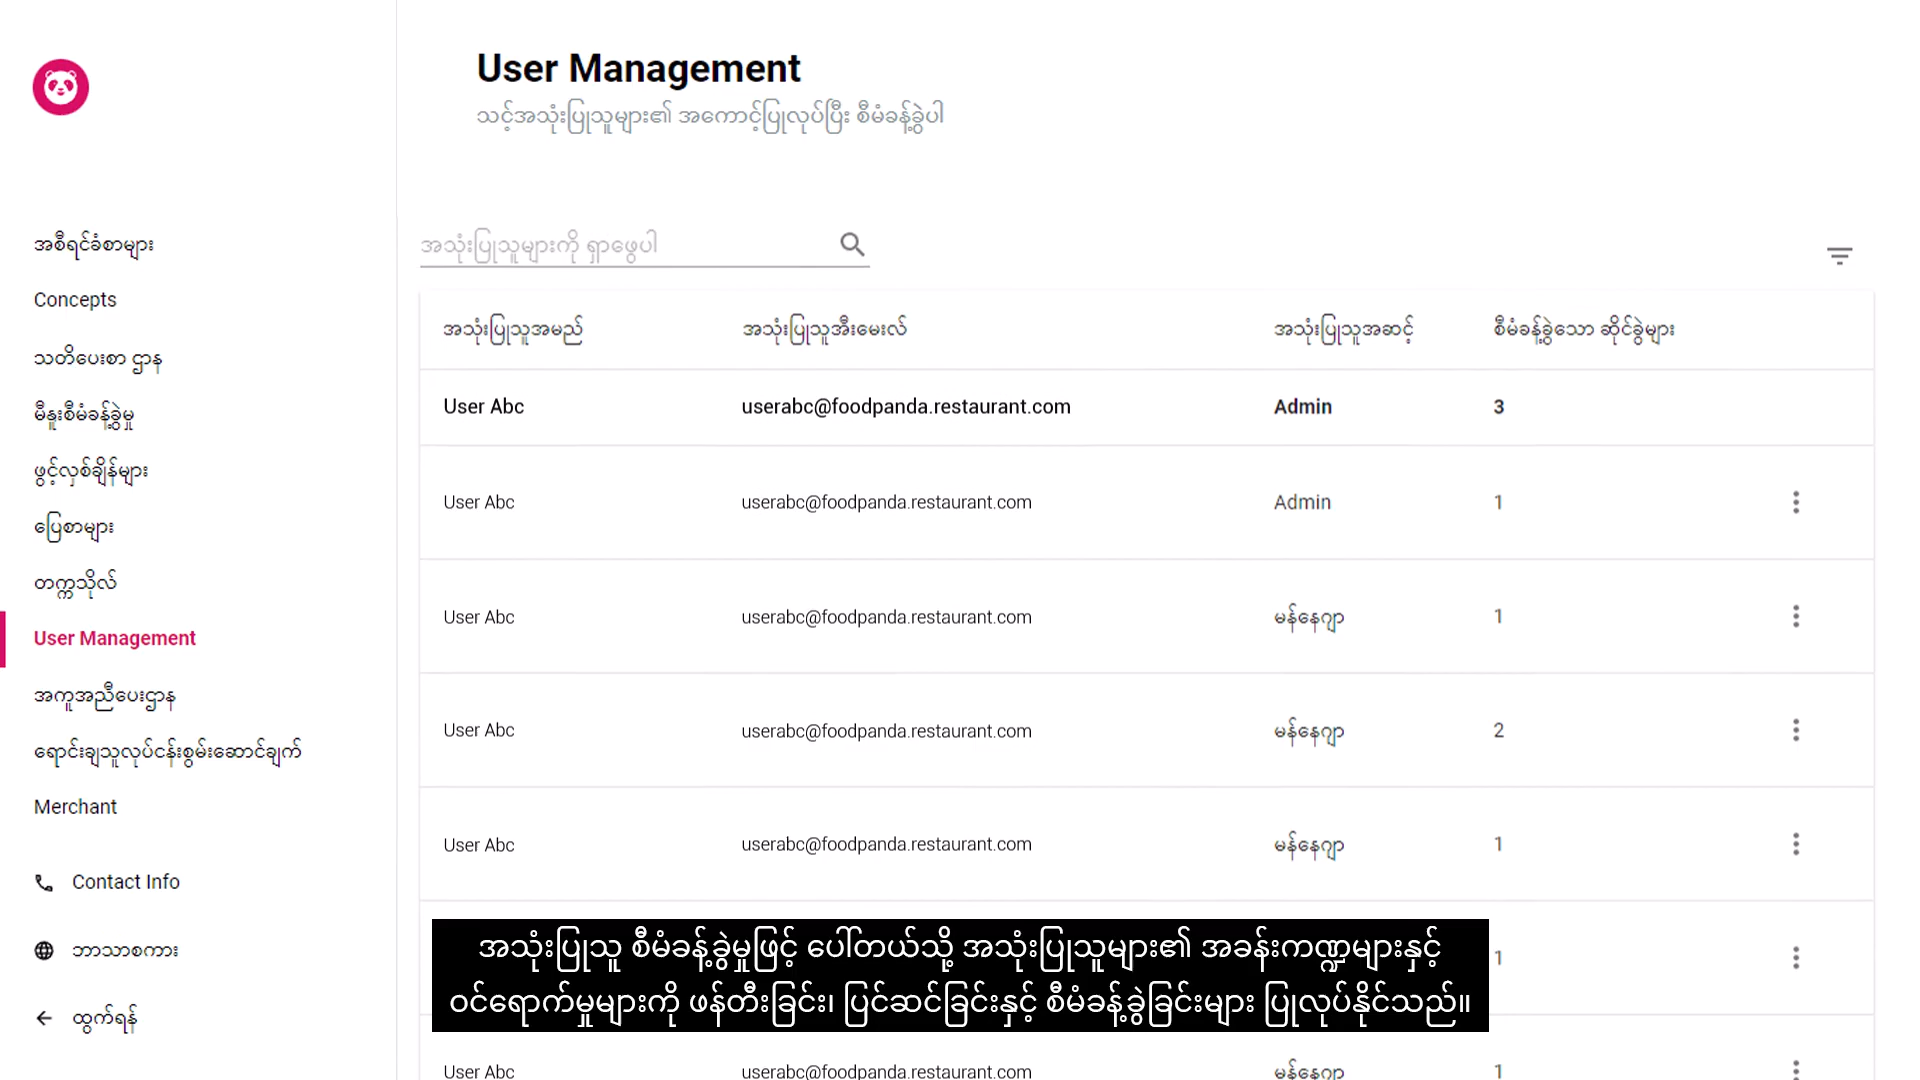 User Management
သင့်အသုံးပြုသူများ၏ အကောင့်ပြုလုပ်ပြီး စီမံခန့်ခွဲပါ
အစီရင်ခံစာများ
Concepts
သတိပေးစာ ဌာန
မီနူးစီမံခန့်ခွဲမှု
ဖွင့်လှစ်ချိန်များ
ပြေစာများ
တက္ကသိုလ်
User Management
အကူအညီပေးဌာန
ရောင်းချသူလုပ်ငန်းစွမ်းဆောင်ချက်
Merchant
Contact Info
ဘာသာစကား
ထွက်ရန်
အသုံးပြုသူများကို ရှာဖွေပါ
အသုံးပြုသူအမည် အသုံးပြုသူအီးမေးလ် အသုံးပြုသူအဆင့် စီမံခန့်ခွဲသော ဆိုင်ခွဲများ
User Abc userabc@foodpanda.restaurant.com Admin 3
User Abc userabc@foodpanda.restaurant.com Admin 1
User Abc userabc@foodpanda.restaurant.com မန်နေဂျာ 1
User Abc userabc@foodpanda.restaurant.com မန်နေဂျာ 2
User Abc userabc@foodpanda.restaurant.com မန်နေဂျာ 1
1
User Abc userabc@foodpanda.restaurant.com မန်နေဂျာ 1
အသုံးပြုသူ စီမံခန့်ခွဲမှုဖြင့် ပေါ်တယ်သို့ အသုံးပြုသူများ၏ အခန်းကဏ္ဍများနှင့်
ဝင်ရောက်မှုများကို ဖန်တီးခြင်း၊ ပြင်ဆင်ခြင်းနှင့် စီမံခန့်ခွဲခြင်းများ ပြုလုပ်နိုင်သည်။